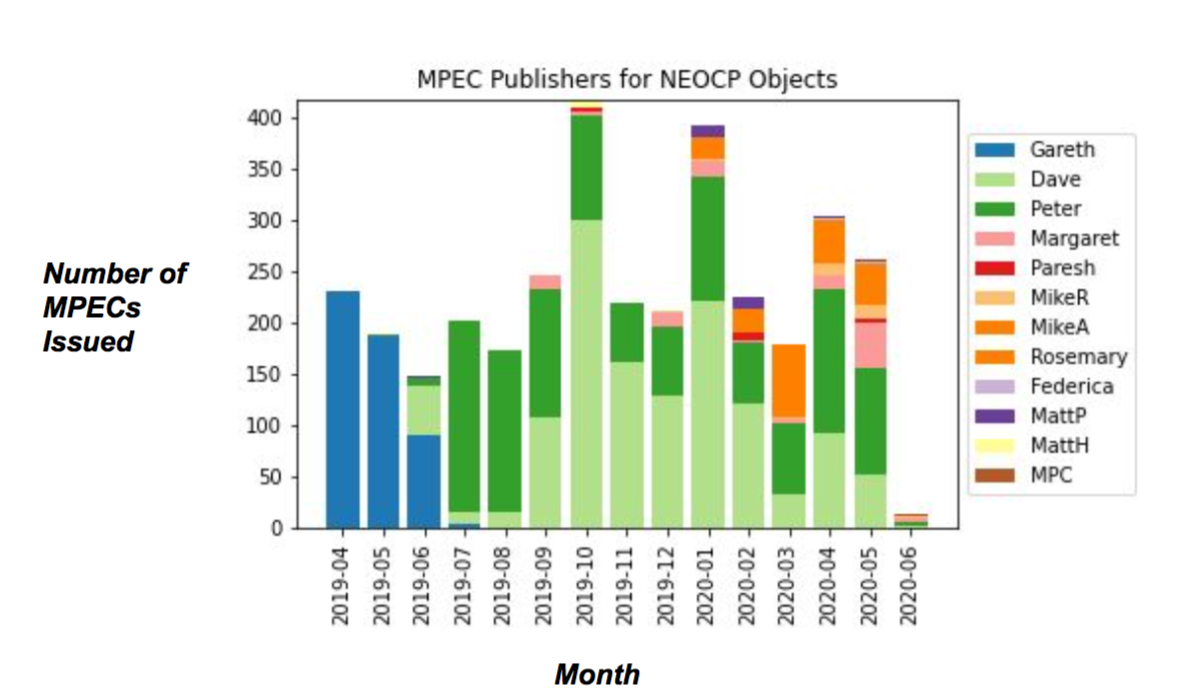 MPEC Publishers for NEOCP Objects
Number of
MPECs
Issued
400
350
300
250
200
150
100
50
0
2019-04
2019-05
2019-06
2019-07
2019-08
2019-09
2019-10
2019-11
2019-12
2020-01
2020-02
2020-03
2020-04
2020-05
2020-06
Month
Gareth
Dave
Peter
Margaret
Paresh
MikeR
MikeA
Rosemary
Federica
MattP
MattH
MPC